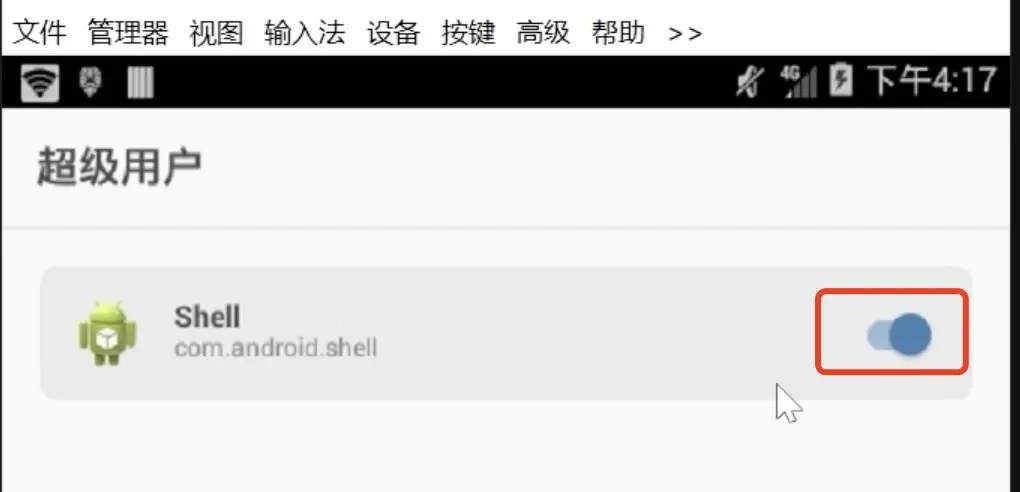 文件 管理器 视图 输入法 设备 按键 高级 帮助 >>
4G 下午4:17
超级用户
Shell
com.android.shell